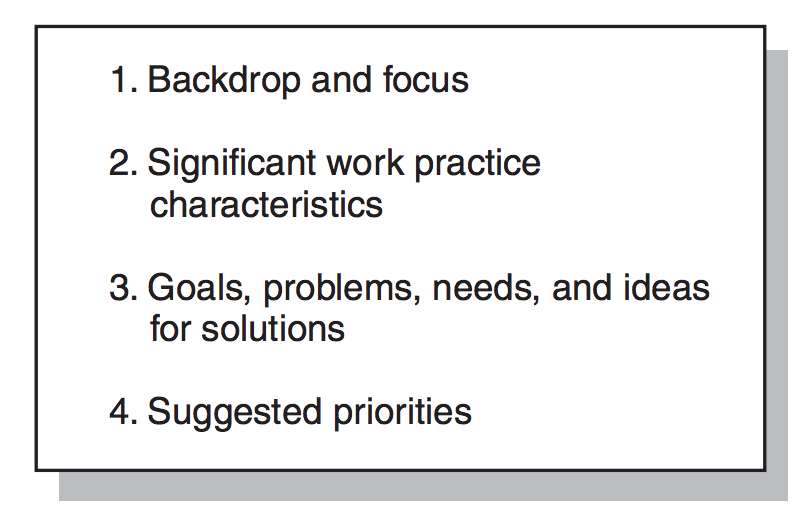 1. Backdrop and focus
2. Significant work practice
characteristics
3. Goals, problems, needs, and ideas
for solutions
4. Suggested priorities